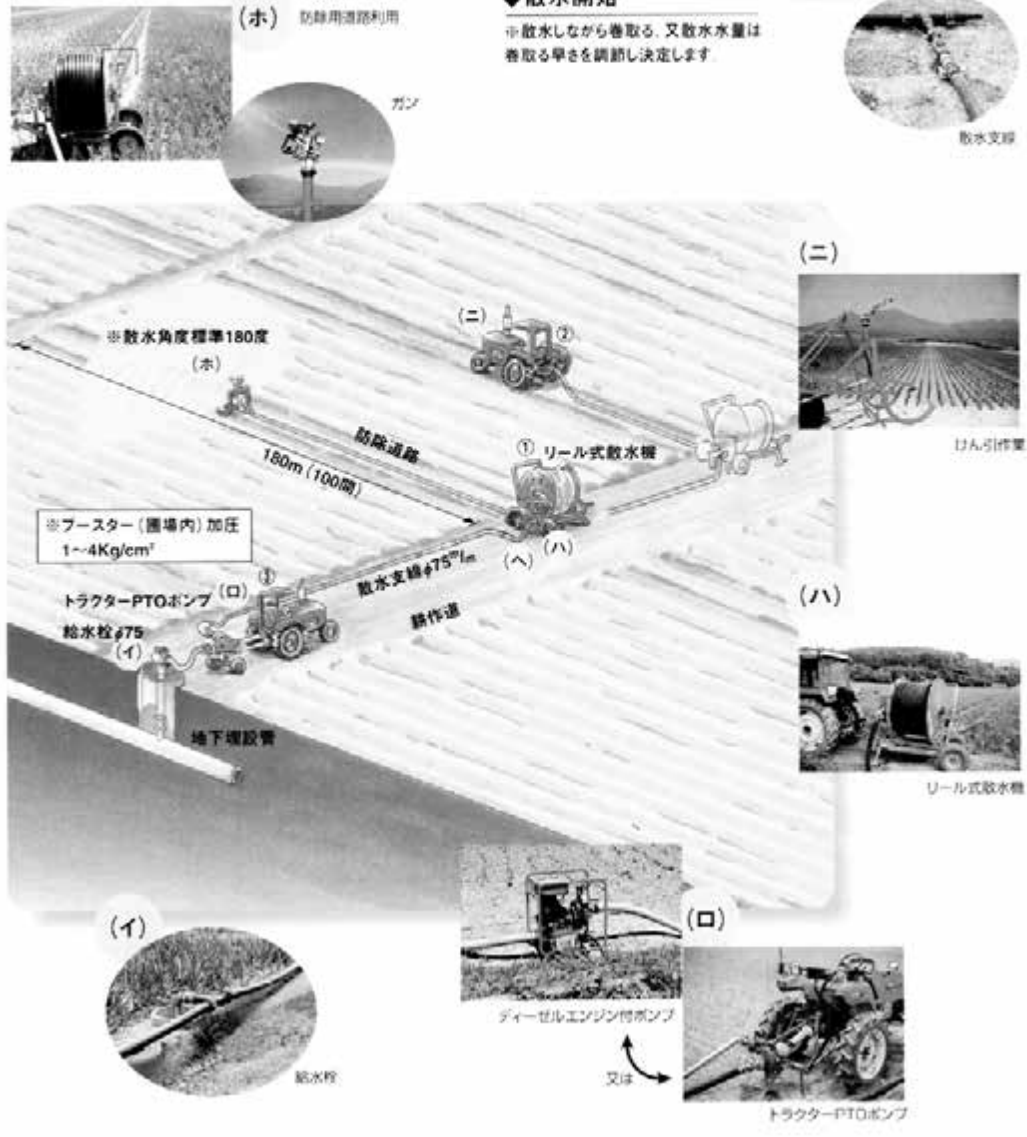 ◆散水開始
※散水しながら巻取る、又散水水量は
巻取る早さを調節し決定します
(ホ)
防除用道路利用
ガン
散水支線
(ニ)
けん引作業
※散水角度標準180度
(ホ)
(ニ)
②
防除道路
180m(100間)
① リール式散水機
(ヘ)
(ハ)
※ブースター(圃場内)加圧
1〜4Kg/cm²
散水支線φ75m/m
耕作道
トラクターPTOポンプ
(ロ)
③
給水栓φ75
(イ)
地下埋設管
(ハ)
リール式散水機
(イ)
給水栓
(ロ)
ディーゼルエンジン付ポンプ
又は
トラクターPTOポンプ